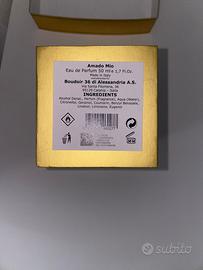 Amado Mio
Eau de Parfum 50 ml e 1,7 Fl.Oz.
Made in Italy
Boudoir 36 di Alessandria A.S.
Via Santa Filomena, 36
95129 Catania - Italia
INGREDIENTS
Alcohol Denat., Parfum (Fragrance), Aqua (Water),
Citronellol, Geraniol, Coumarin, Benzyl Benzoate,
Linalool, Limonene, Eugenol
subito